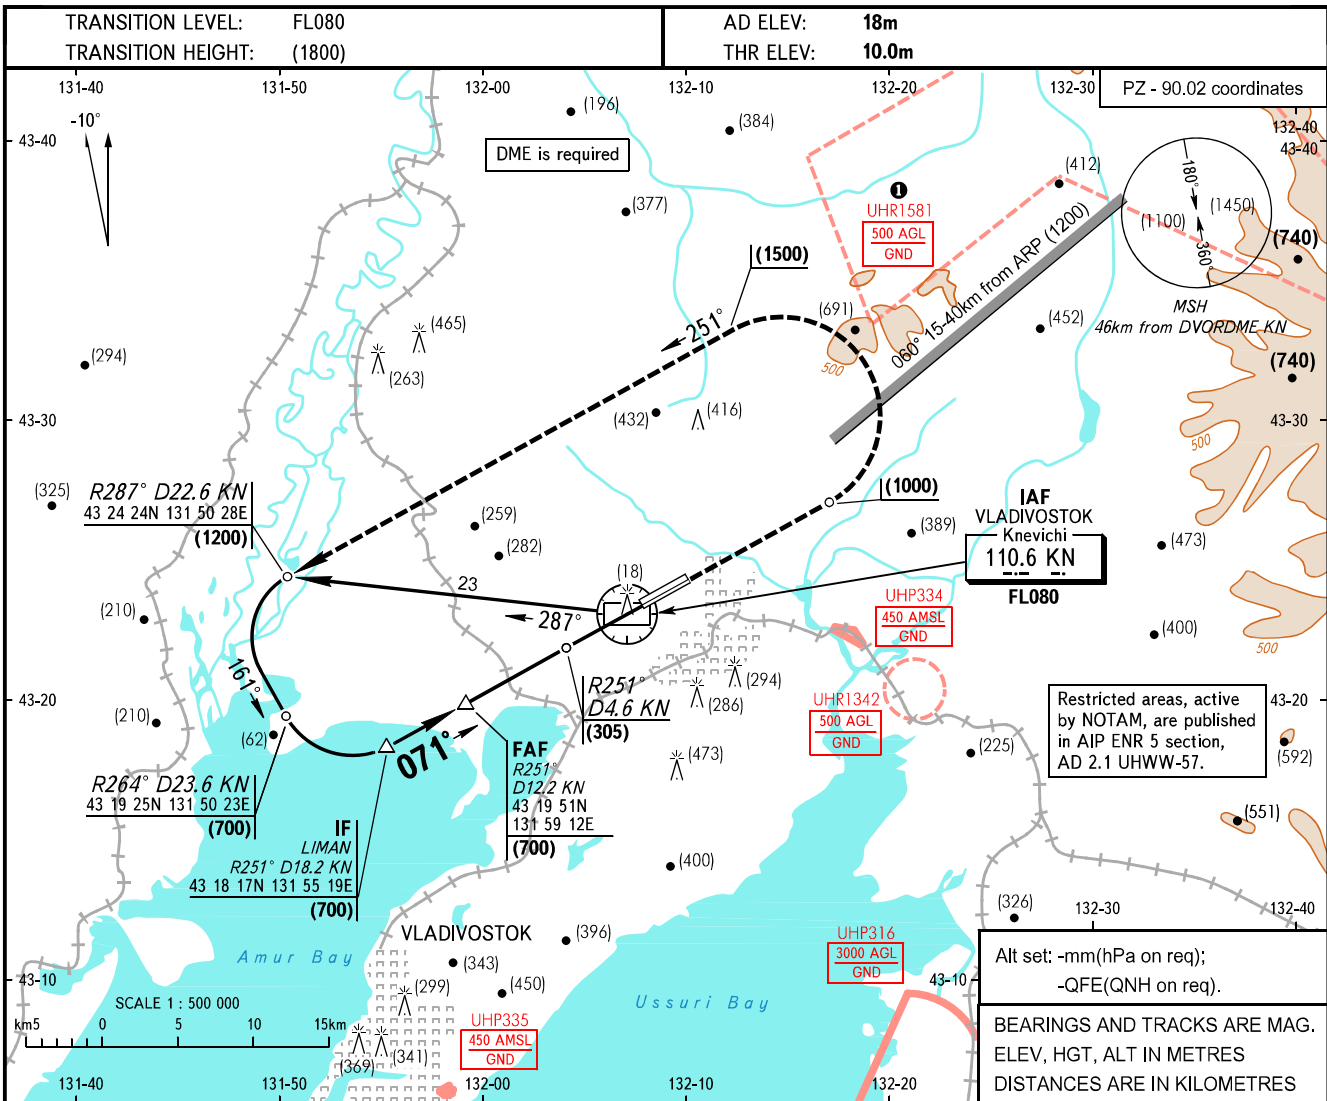 TRANSITION LEVEL: FL080
TRANSITION HEIGHT: (1800)
AD ELEV: 18m
THR ELEV: 10.0m
131-40
131-50
132-00
132-10
132-20
132-30
PZ - 90.02 coordinates
132-40
43-40
43-40
-10°
(196)
(384)
DME is required
(412)
180°
(1450)
(1100)
360°
(740)
MSH
46km from DVORDME KN
1
UHR1581
500 AGL
GND
(377)
(1500)
060° 15-40km from ARP (1200)
(691)
500
(452)
(740)
(465)
(263)
(294)
251°
(432)
(416)
43-30
43-30
500
(325)
R287° D22.6 KN
43 24 24N 131 50 28E
(1200)
(259)
(282)
(1000)
(389)
IAF
VLADIVOSTOK
Knevichi
110.6 KN
FL080
(473)
(18)
23
287°
(210)
UHP334
450 AMSL
GND
(400)
500
161°
R251°
D4.6 KN
(305)
(294)
(286)
43-20
43-20
(210)
(62)
071°
UHR1342
500 AGL
GND
Restricted areas, active
by NOTAM, are published
in AIP ENR 5 section,
AD 2.1 UHWW-57.
(225)
(592)
R264° D23.6 KN
43 19 25N 131 50 23E
(700)
FAF
R251°
D12.2 KN
43 19 51N
131 59 12E
(700)
(473)
IF
LIMAN
R251° D18.2 KN
43 18 17N 131 55 19E
(700)
(551)
(400)
(326)
132-30
132-40
VLADIVOSTOK
(396)
UHP316
3000 AGL
GND
Amur Bay
(343)
(299)
(450)
Ussuri Bay
43-10
43-10
Alt set: -mm(hPa on req);
-QFE(QNH on req).
SCALE 1 : 500 000
km5 0 5 10 15km
UHP335
450 AMSL
GND
(369)
(341)
BEARINGS AND TRACKS ARE MAG.
ELEV, HGT, ALT IN METRES
DISTANCES ARE IN KILOMETRES
131-40
131-50
132-00
132-10
132-20